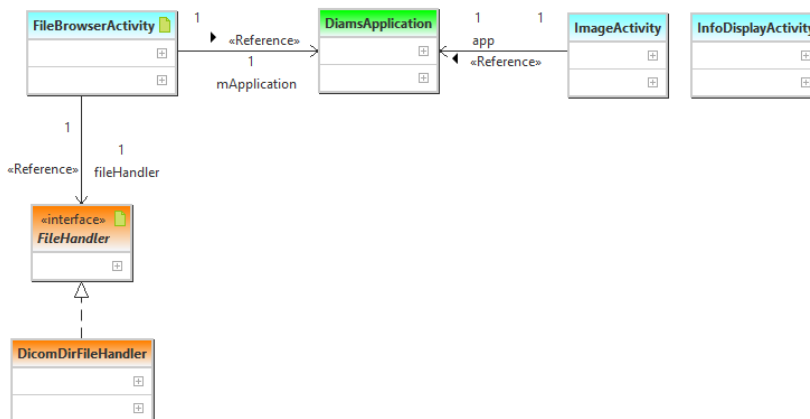 FileBrowserActivity
1
«Reference»
1
mApplication
DiamsApplication
1
1
app
«Reference»
ImageActivity
InfoDisplayActivity
1
1
«Reference»
fileHandler
«interface»
FileHandler
DicomDirFileHandler